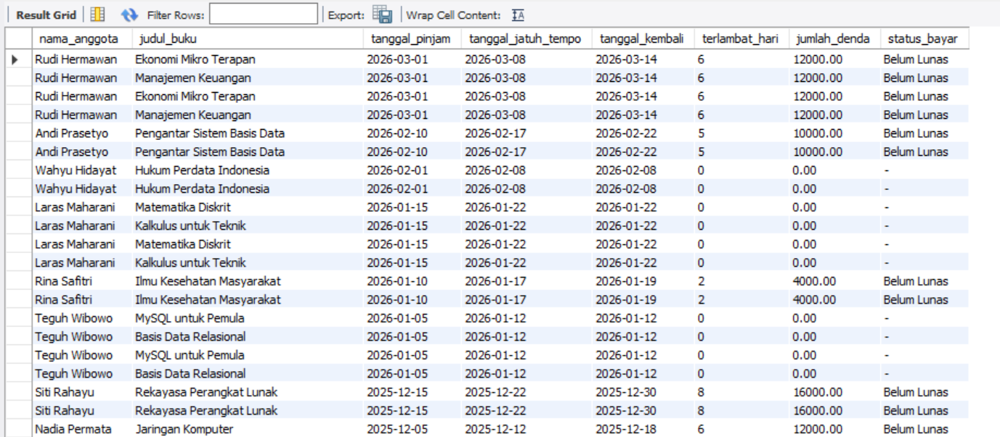 Result Grid Filter Rows: Export: Wrap Cell Content:
nama_anggota judul_buku tanggal_pinjam tanggal_jatuh_tempo tanggal_kembali terlambat_hari jumlah_denda status_bayar
Rudi Hermawan Ekonomi Mikro Terapan 2026-03-01 2026-03-08 2026-03-14 6 12000.00 Belum Lunas
Rudi Hermawan Manajemen Keuangan 2026-03-01 2026-03-08 2026-03-14 6 12000.00 Belum Lunas
Rudi Hermawan Ekonomi Mikro Terapan 2026-03-01 2026-03-08 2026-03-14 6 12000.00 Belum Lunas
Rudi Hermawan Manajemen Keuangan 2026-03-01 2026-03-08 2026-03-14 6 12000.00 Belum Lunas
Andi Prasetyo Pengantar Sistem Basis Data 2026-02-10 2026-02-17 2026-02-22 5 10000.00 Belum Lunas
Andi Prasetyo Pengantar Sistem Basis Data 2026-02-10 2026-02-17 2026-02-22 5 10000.00 Belum Lunas
Wahyu Hidayat Hukum Perdata Indonesia 2026-02-01 2026-02-08 2026-02-08 0 0.00 -
Wahyu Hidayat Hukum Perdata Indonesia 2026-02-01 2026-02-08 2026-02-08 0 0.00 -
Laras Maharani Matematika Diskrit 2026-01-15 2026-01-22 2026-01-22 0 0.00 -
Laras Maharani Kalkulus untuk Teknik 2026-01-15 2026-01-22 2026-01-22 0 0.00 -
Laras Maharani Matematika Diskrit 2026-01-15 2026-01-22 2026-01-22 0 0.00 -
Laras Maharani Kalkulus untuk Teknik 2026-01-15 2026-01-22 2026-01-22 0 0.00 -
Rina Safitri Ilmu Kesehatan Masyarakat 2026-01-10 2026-01-17 2026-01-19 2 4000.00 Belum Lunas
Rina Safitri Ilmu Kesehatan Masyarakat 2026-01-10 2026-01-17 2026-01-19 2 4000.00 Belum Lunas
Teguh Wibowo MySQL untuk Pemula 2026-01-05 2026-01-12 2026-01-12 0 0.00 -
Teguh Wibowo Basis Data Relasional 2026-01-05 2026-01-12 2026-01-12 0 0.00 -
Teguh Wibowo MySQL untuk Pemula 2026-01-05 2026-01-12 2026-01-12 0 0.00 -
Teguh Wibowo Basis Data Relasional 2026-01-05 2026-01-12 2026-01-12 0 0.00 -
Siti Rahayu Rekayasa Perangkat Lunak 2025-12-15 2025-12-22 2025-12-30 8 16000.00 Belum Lunas
Siti Rahayu Rekayasa Perangkat Lunak 2025-12-15 2025-12-22 2025-12-30 8 16000.00 Belum Lunas
Nadia Permata Jaringan Komputer 2025-12-05 2025-12-12 2025-12-18 6 12000.00 Belum Lunas